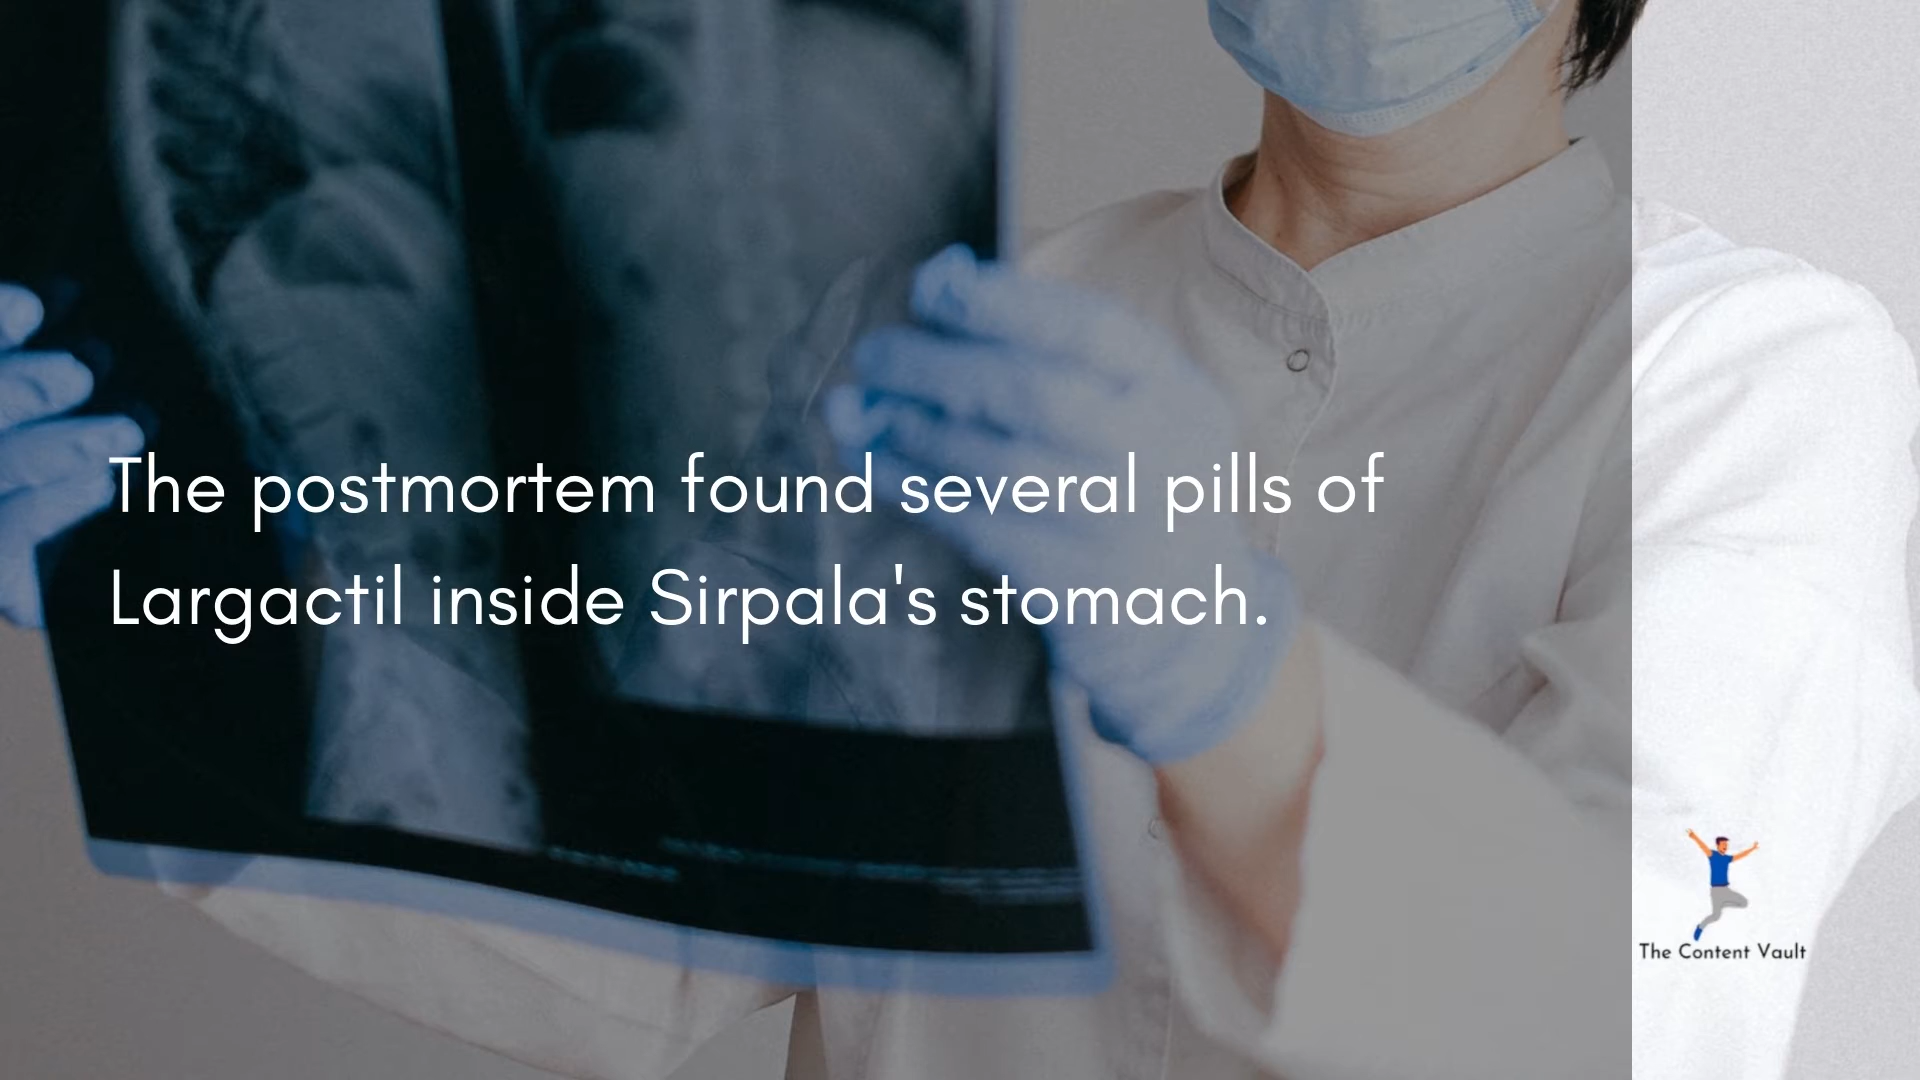 The postmortem found several pills of
Largactil inside Sirpala's stomach.
The Content Vault